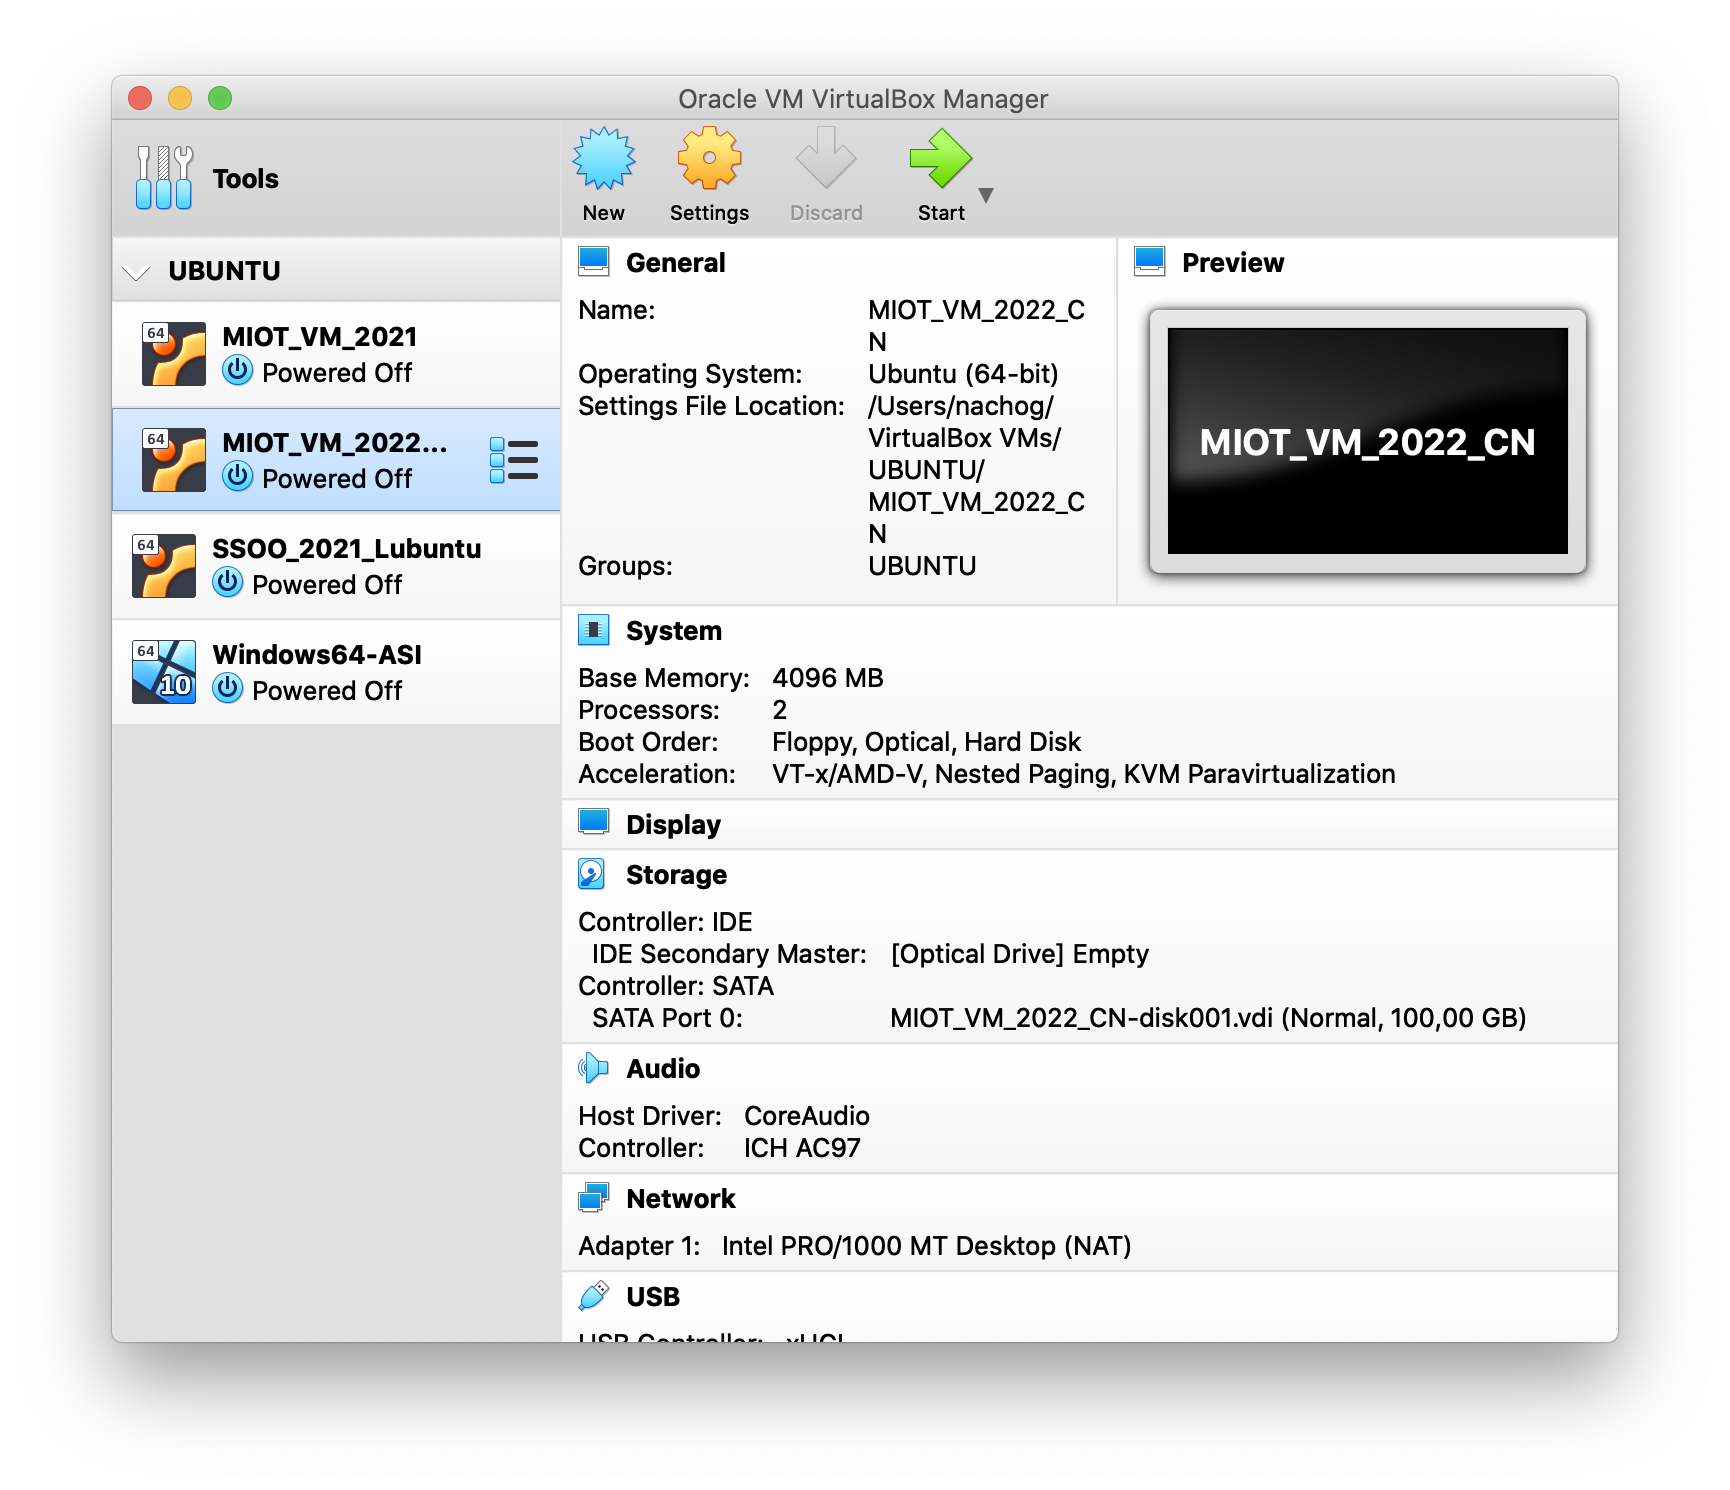 Oracle VM VirtualBox Manager
Tools
New
Settings
Discard
Start
UBUNTU
64
MIOT_VM_2021
Powered Off
64
MIOT_VM_2022...
Powered Off
64
SSOO_2021_Lubuntu
Powered Off
64
10
Windows64-ASI
Powered Off
General
Name: MIOT_VM_2022_C
N
Operating System: Ubuntu (64-bit)
Settings File Location: /Users/nachog/
VirtualBox VMs/
UBUNTU/
MIOT_VM_2022_C
N
Groups: UBUNTU
Preview
MIOT_VM_2022_CN
System
Base Memory: 4096 MB
Processors: 2
Boot Order: Floppy, Optical, Hard Disk
Acceleration: VT-x/AMD-V, Nested Paging, KVM Paravirtualization
Display
Storage
Controller: IDE
IDE Secondary Master: [Optical Drive] Empty
Controller: SATA
SATA Port 0: MIOT_VM_2022_CN-disk001.vdi (Normal, 100,00 GB)
Audio
Host Driver: CoreAudio
Controller: ICH AC97
Network
Adapter 1: Intel PRO/1000 MT Desktop (NAT)
USB
USB Controller: